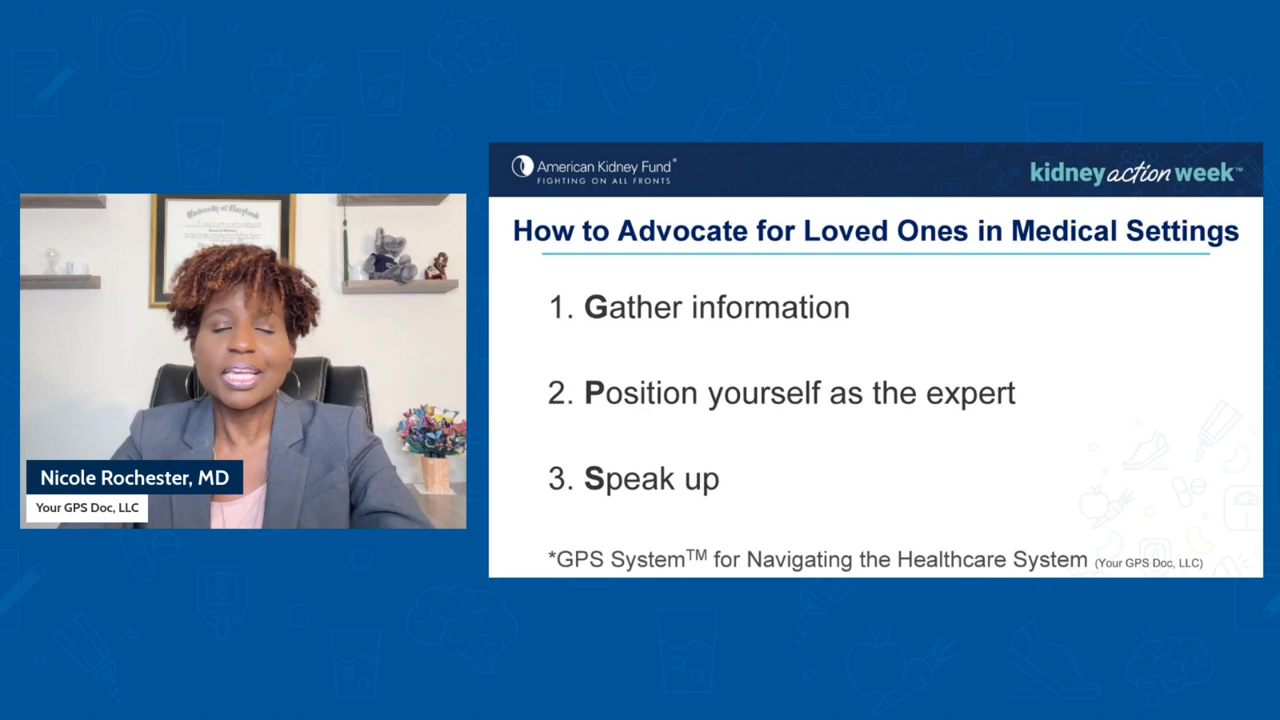 University of Maryland
Nicole Rochester, MD
Your GPS Doc, LLC
American Kidney Fund®
FIGHTING ON ALL FRONTS
kidney action week™
How to Advocate for Loved Ones in Medical Settings
1. Gather information
2. Position yourself as the expert
3. Speak up
*GPS System™ for Navigating the Healthcare System (Your GPS Doc, LLC)